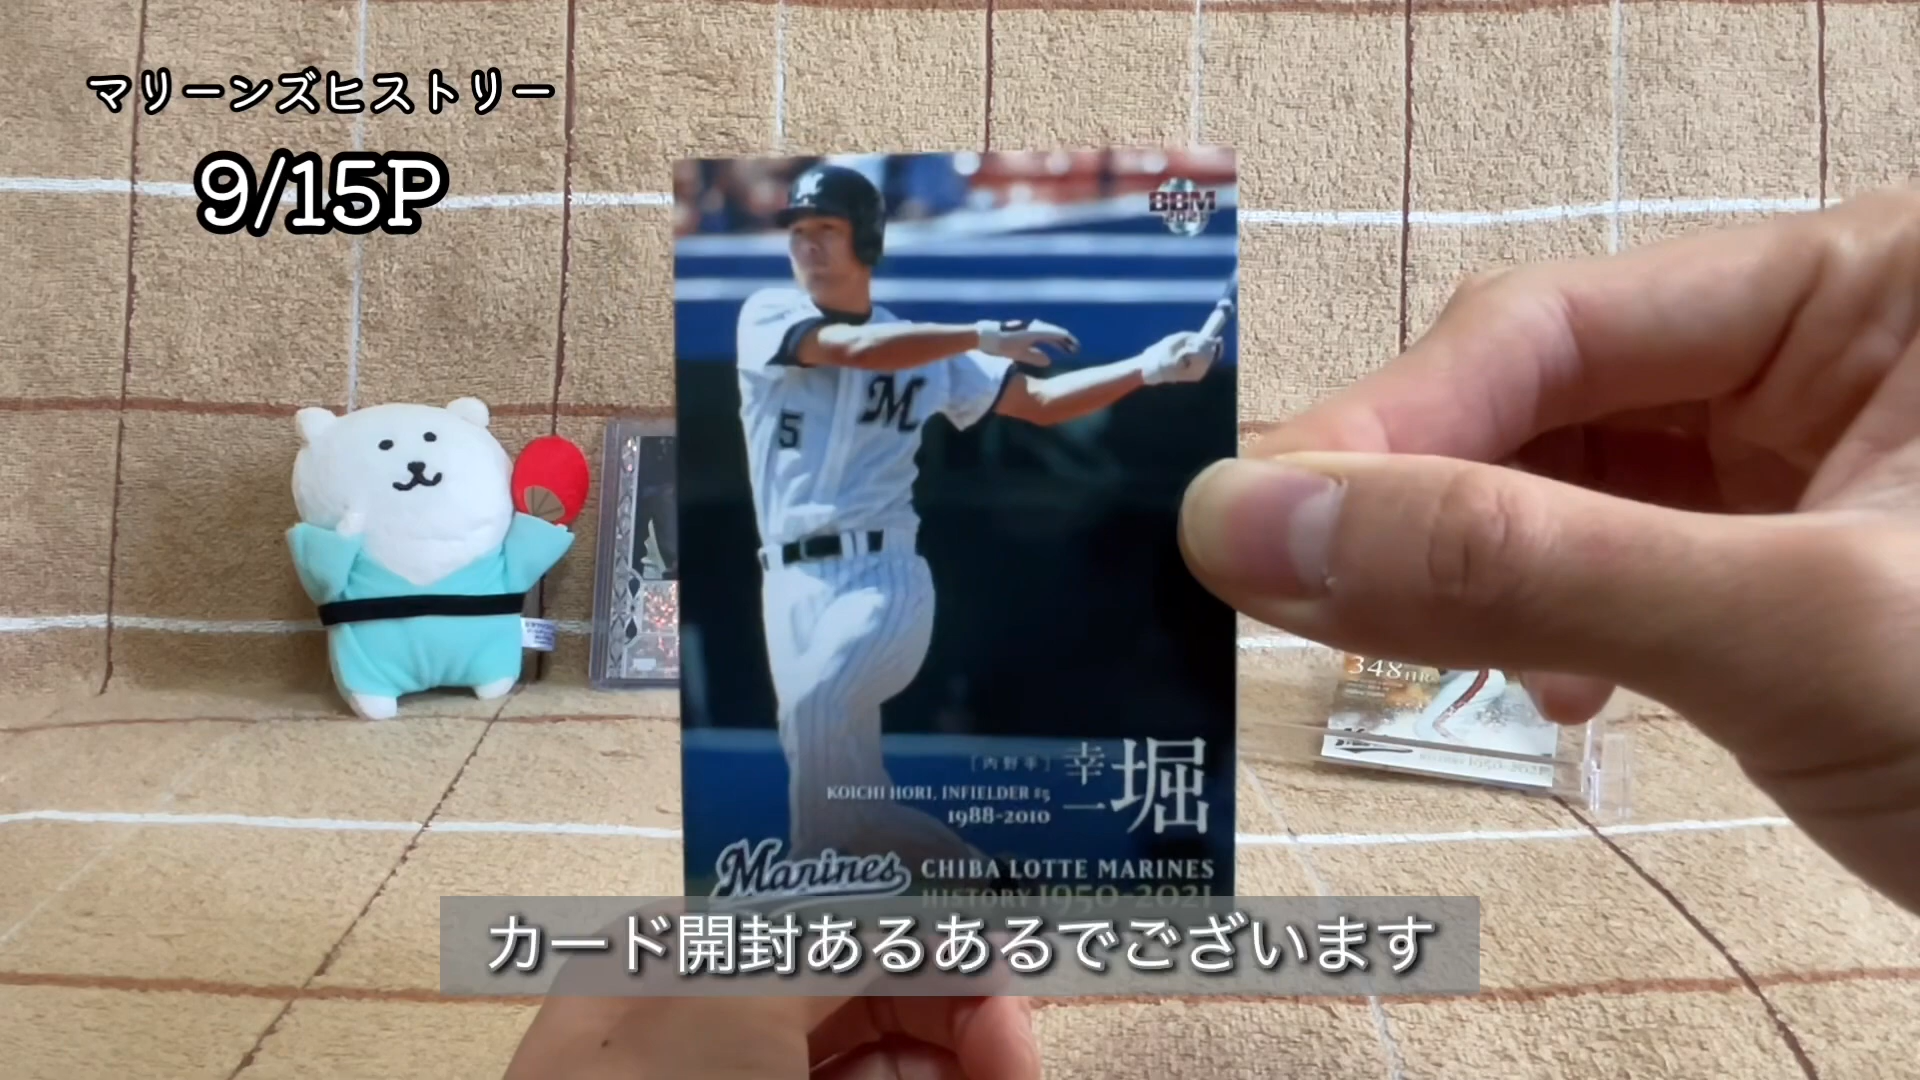 マリーンズヒストリー
9/15P
BBM
2021
M
5
348HR
[内野手]
堀
幸一
KOICHI HORI, INFIELDER #5
1988-2010
Marines
CHIBA LOTTE MARINES
HISTORY 1950-2021
カード開封あるあるでございます